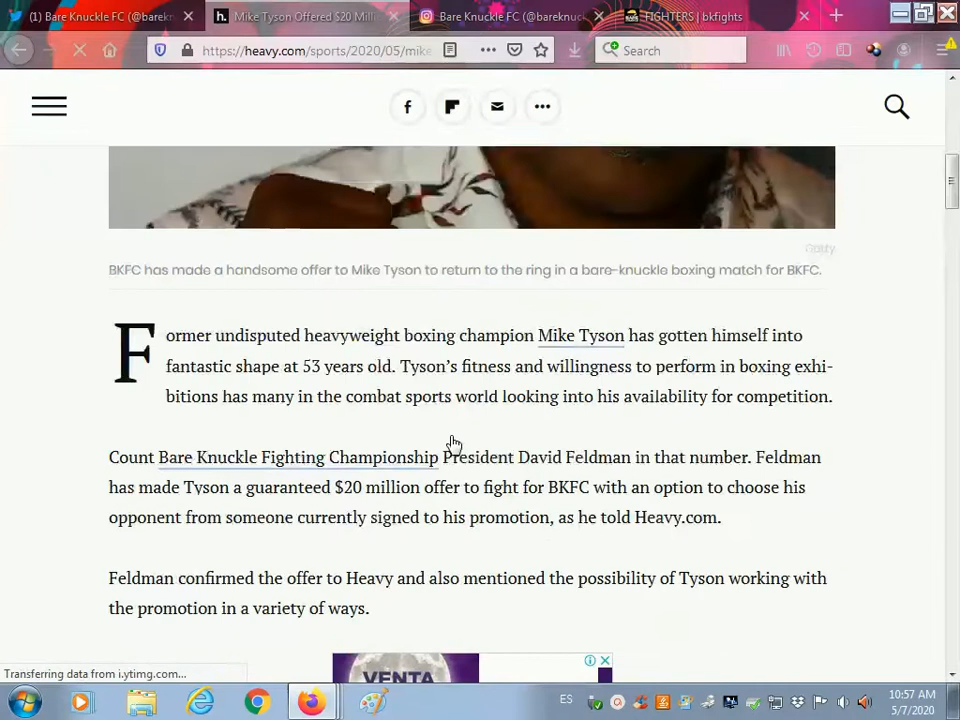 (1) Bare Knuckle FC (@barekn
Mike Tyson Offered $20 Milli
Bare Knuckle FC (@bareknuc
FIGHTERS | bkfights
https://heavy.com/sports/2020/05/mike
Search
Getty
BKFC has made a handsome offer to Mike Tyson to return to the ring in a bare-knuckle boxing match for BKFC.
Former undisputed heavyweight boxing champion Mike Tyson has gotten himself into
fantastic shape at 53 years old. Tyson's fitness and willingness to perform in boxing exhi-
bitions has many in the combat sports world looking into his availability for competition.
Count Bare Knuckle Fighting Championship President David Feldman in that number. Feldman
has made Tyson a guaranteed $20 million offer to fight for BKFC with an option to choose his
opponent from someone currently signed to his promotion, as he told Heavy.com.
Feldman confirmed the offer to Heavy and also mentioned the possibility of Tyson working with
the promotion in a variety of ways.
VENTA
Transferring data from i.ytimg.com...
ES
10:57 AM
5/7/2020